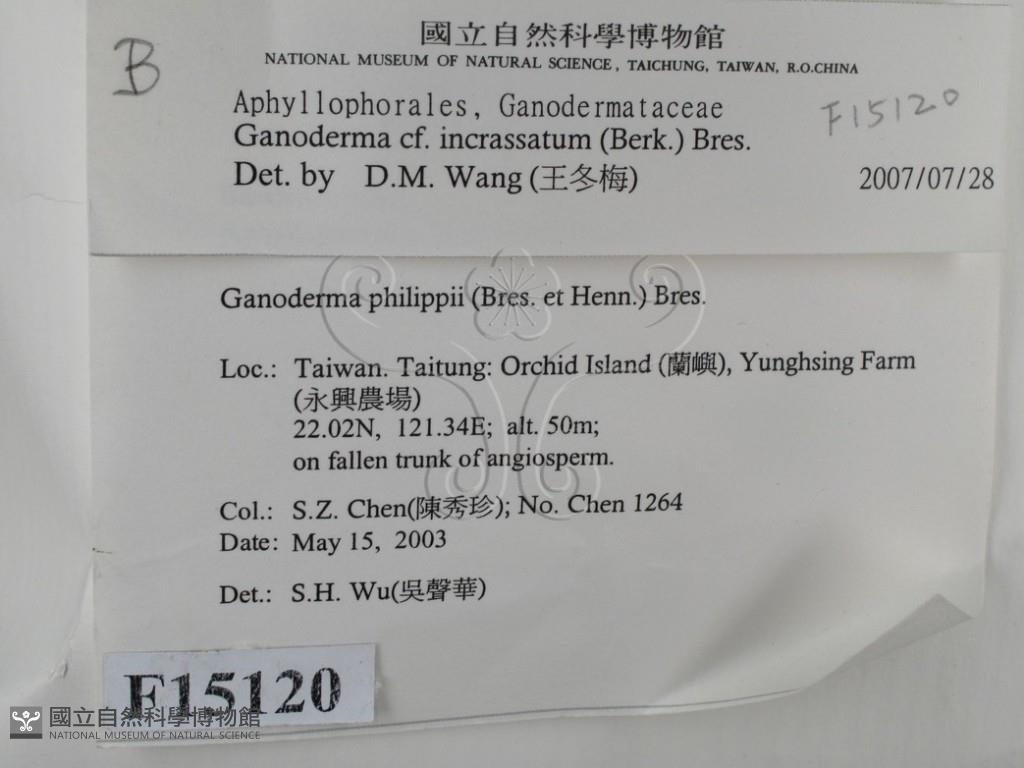 B
國立自然科學博物館
NATIONAL MUSEUM OF NATURAL SCIENCE, TAICHUNG, TAIWAN, R.O.CHINA
Aphyllophorales, Ganodermataceae
F15120
Ganoderma cf. incrassatum (Berk.) Bres.
Det. by D.M. Wang (王冬梅)
2007/07/28
Ganoderma philippii (Bres. et Henn.) Bres.
Loc.: Taiwan. Taitung: Orchid Island (蘭嶼), Yunghsing Farm
(永興農場)
22.02N, 121.34E; alt. 50m;
on fallen trunk of angiosperm.
Col.: S.Z. Chen(陳秀珍); No. Chen 1264
Date: May 15, 2003
Det.: S.H. Wu(吳聲華)
F15120
國立自然科學博物館
NATIONAL MUSEUM OF NATURAL SCIENCE